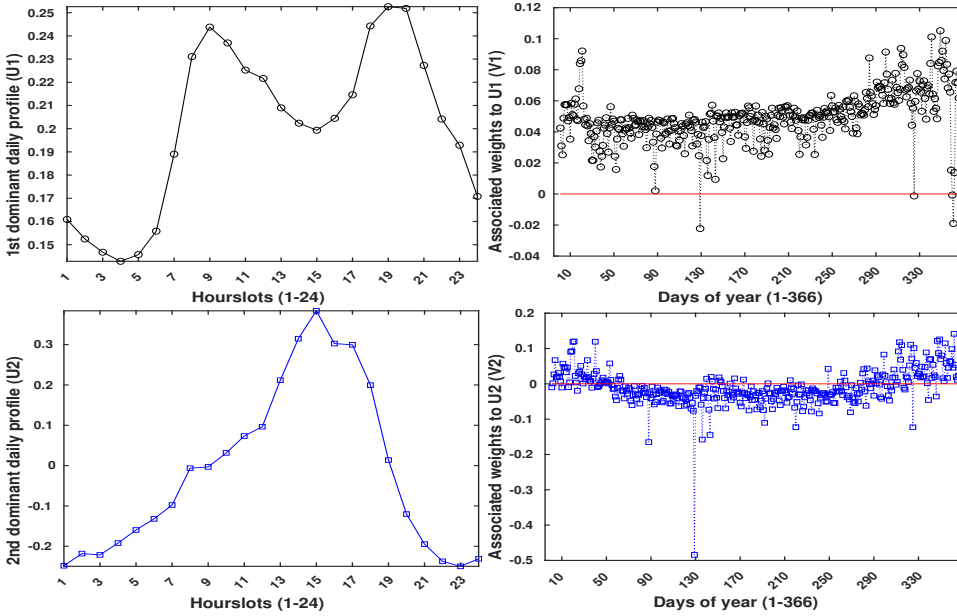 1st dominant daily profile (U1)
0.25
0.23
0.21
0.2
0.19
0.17
0.16
0.15
1 3 5 7 9 11 13 15 17 19 21 23
Hourslots (1-24)
Associated weights to U1 (V1)
0.12
0.1
0.08
0.06
0.04
0.02
0
-0.02
-0.04
10 50 90 130 170 210 250 290 330
Days of year (1-366)
2nd dominant daily profile (U2)
0.3
0.2
0.1
0
-0.1
-0.2
1 3 5 7 9 11 13 15 17 19 21 23
Hourslots (1-24)
Associated weights to U2 (V2)
0.2
0.1
0
-0.1
-0.2
-0.3
-0.4
-0.5
10 50 90 130 170 210 250 290 330
Days of year (1-366)